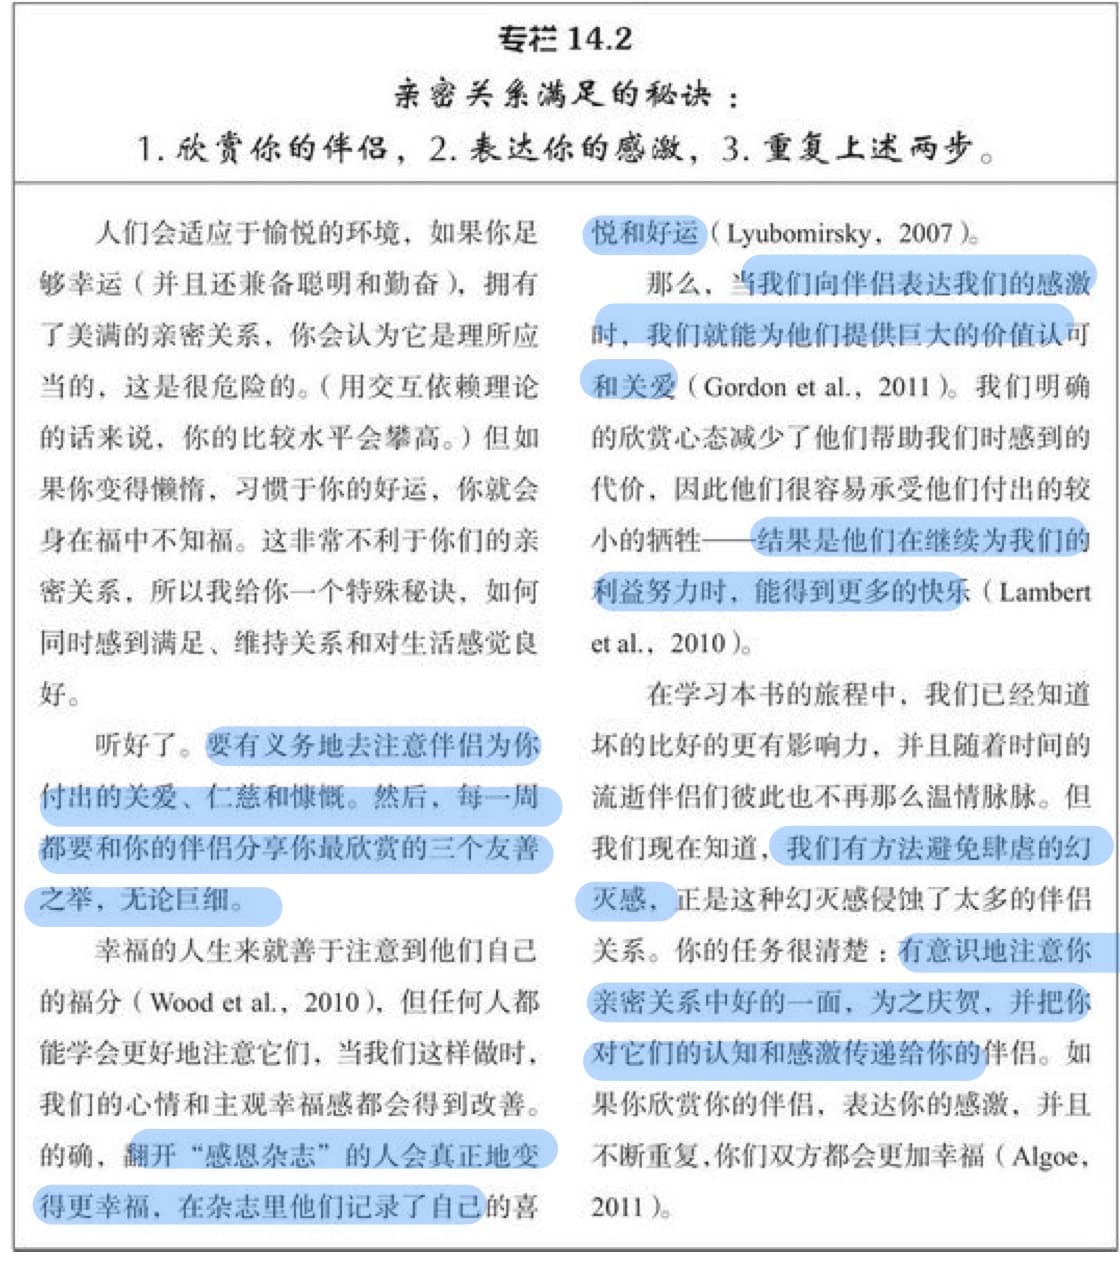 专栏 14.2
亲密关系满足的秘诀：
1. 欣赏你的伴侣，2. 表达你的感激，3. 重复上述两步。
人们会适应于愉悦的环境，如果你足
够幸运（并且还兼备聪明和勤奋），拥有
了美满的亲密关系，你会认为它是理所应
当的，这是很危险的。（用交互依赖理论
的话来说，你的比较水平会攀高。）但如
果你变得懒惰，习惯于你的好运，你就会
身在福中不知福。这非常不利于你们的亲
密关系，所以我给你一个特殊秘诀，如何
同时感到满足、维持关系和对生活感觉良
好。
听好了。要有义务地去注意伴侣为你
付出的关爱、仁慈和慷慨。然后，每一周
都要和你的伴侣分享你最欣赏的三个友善
之举，无论巨细。
幸福的人生来就善于注意到他们自己
的福分（Wood et al.，2010），但任何人都
能学会更好地注意它们，当我们这样做时，
我们的心情和主观幸福感都会得到改善。
的确，翻开“感恩杂志”的人会真正地变
得更幸福，在杂志里他们记录了自己的喜
悦和好运（Lyubomirsky，2007）。
那么，当我们向伴侣表达我们的感激
时，我们就能为他们提供巨大的价值认可
和关爱（Gordon et al.，2011）。我们明确
的欣赏心态减少了他们帮助我们时感到的
代价，因此他们很容易承受他们付出的较
小的牺牲——结果是他们在继续为我们的
利益努力时，能得到更多的快乐（Lambert
et al.，2010）。
在学习本书的旅程中，我们已经知道
坏的比好的更有影响力，并且随着时间的
流逝伴侣们彼此也不再那么温情脉脉。但
我们现在知道，我们有方法避免肆虐的幻
灭感，正是这种幻灭感侵蚀了太多的伴侣
关系。你的任务很清楚：有意识地注意你
亲密关系中好的一面，为之庆贺，并把你
对它们的认知和感激传递给你的伴侣。如
果你欣赏你的伴侣，表达你的感激，并且
不断重复，你们双方都会更加幸福（Algoe，
2011）。